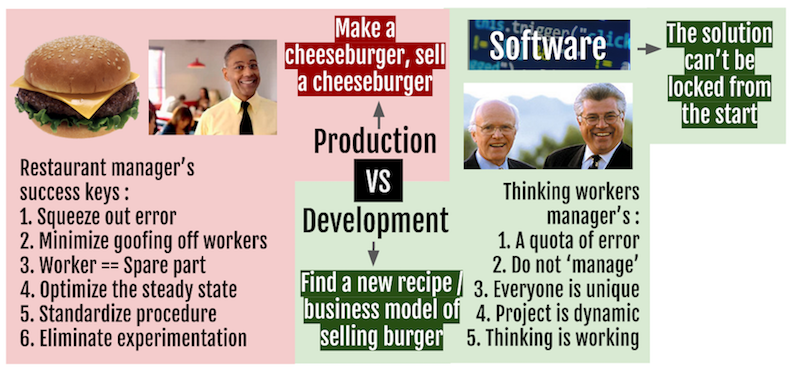 Make a
cheeseburger, sell
a cheeseburger
Production
VS
Development
Find a new recipe /
business model of
selling burger
Restaurant manager’s
success keys :
1. Squeeze out error
2. Minimize goofing off workers
3. Worker == Spare part
4. Optimize the steady state
5. Standardize procedure
6. Eliminate experimentation
Software
The solution
can’t be
locked from
the start
Thinking workers
manager’s :
1. A quota of error
2. Do not ‘manage’
3. Everyone is unique
4. Project is dynamic
5. Thinking is working